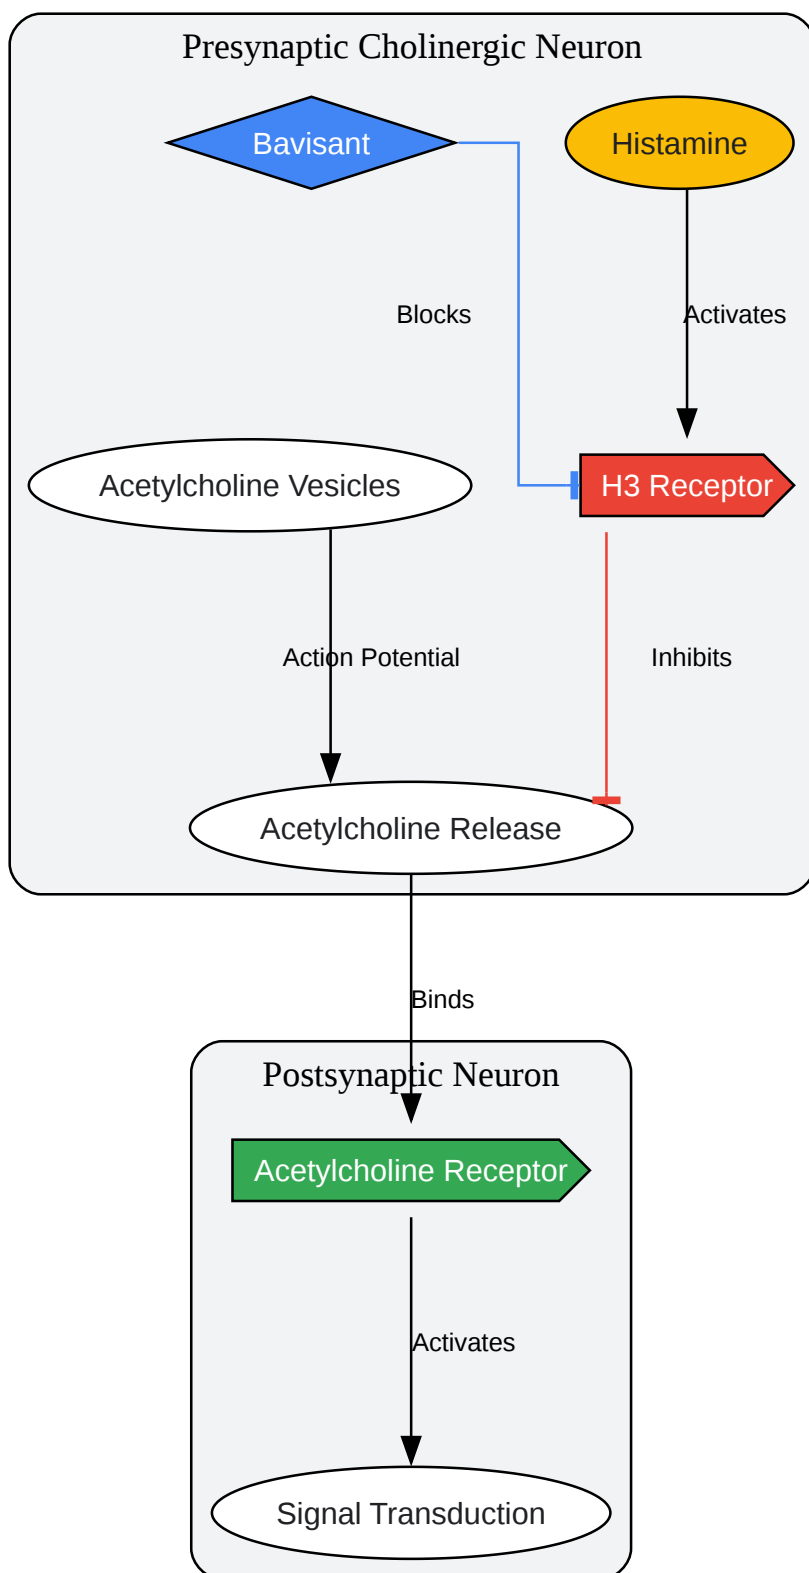 Presynaptic Cholinergic Neuron
Bavisant
Histamine
Blocks
Activates
Acetylcholine Vesicles
H3 Receptor
Action Potential
Inhibits
Acetylcholine Release
Binds
Postsynaptic Neuron
Acetylcholine Receptor
Activates
Signal Transduction